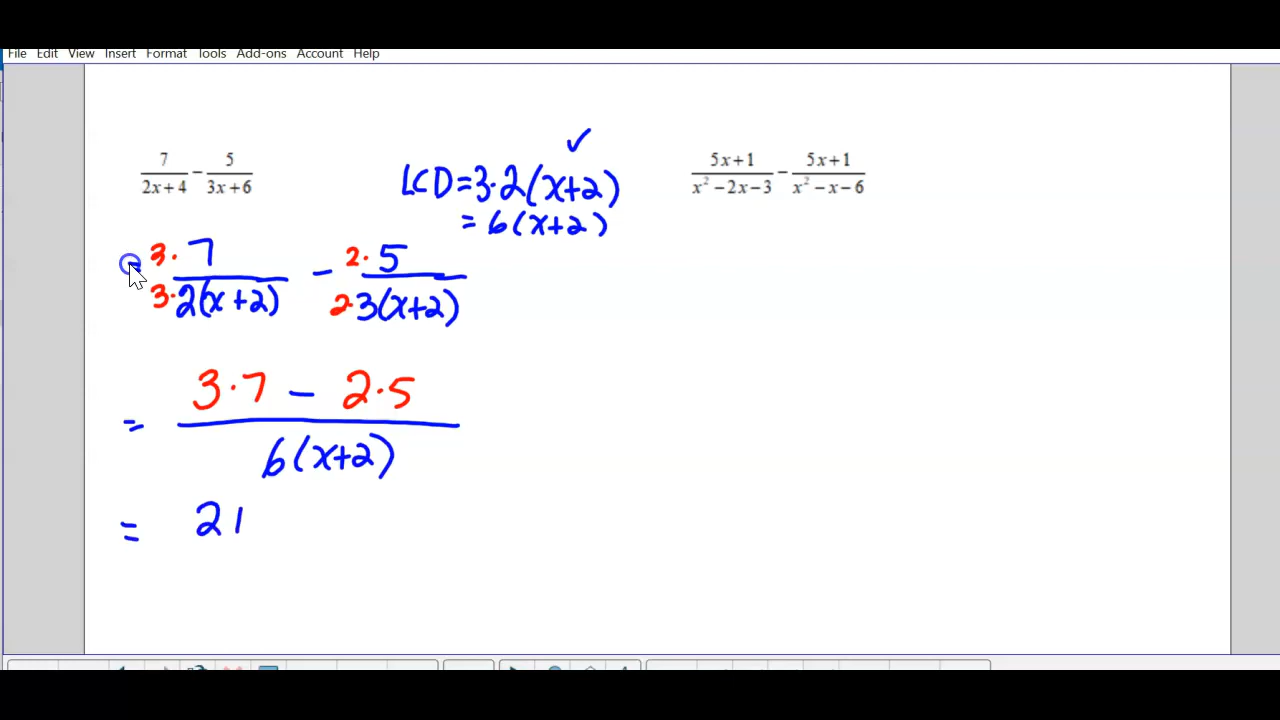 File Edit View Insert Format Tools Add-ons Account Help
7/(2x+4) − 5/(3x+6)
LCD = 3·2(x+2) ✓
= 6(x+2)
= 3·7/3·2(x+2) − 2·5/2·3(x+2)
= (3·7 − 2·5)/6(x+2)
= 21
(5x+1)/(x²−2x−3) − (5x+1)/(x²−x−6)